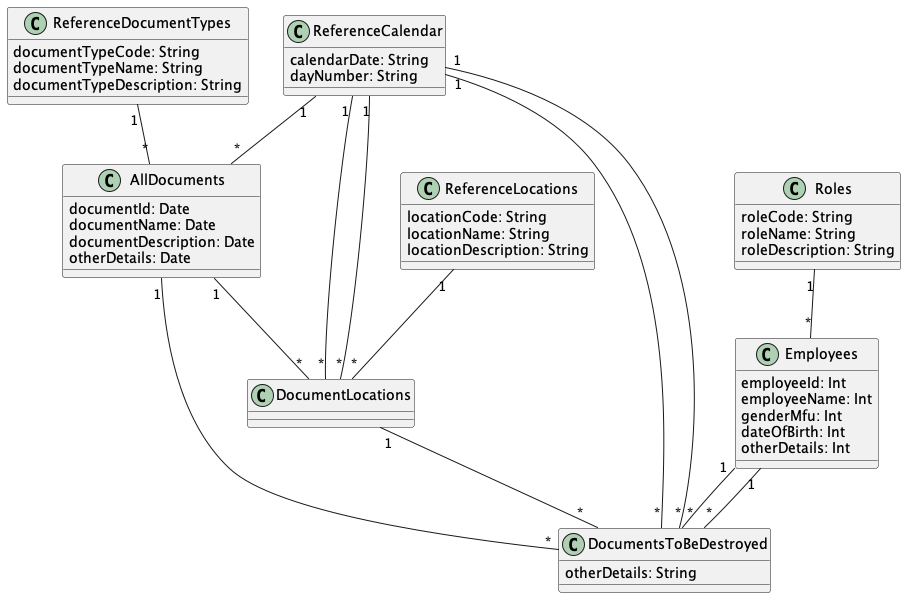 C ReferenceDocumentTypes
documentTypeCode: String
documentTypeName: String
documentTypeDescription: String
C ReferenceCalendar
calendarDate: String
dayNumber: String
1
1
1
1
1
1
*
*
C AllDocuments
documentId: Date
documentName: Date
documentDescription: Date
otherDetails: Date
C ReferenceLocations
locationCode: String
locationName: String
locationDescription: String
C Roles
roleCode: String
roleName: String
roleDescription: String
1
1
1
1
*
*
*
*
*
C DocumentLocations
C Employees
employeeId: Int
employeeName: Int
genderMfu: Int
dateOfBirth: Int
otherDetails: Int
1
1
1
*
*
*
*
*
*
C DocumentsToBeDestroyed
otherDetails: String